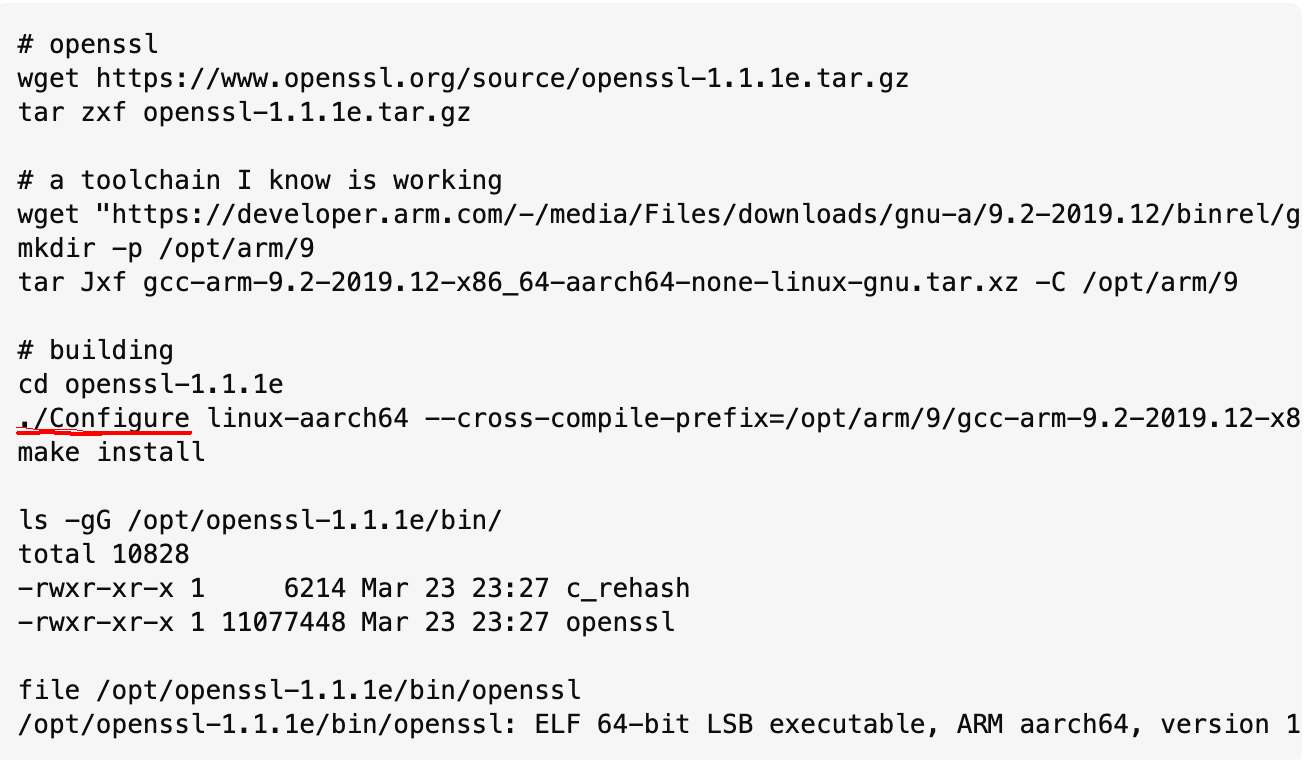 # openssl
wget https://www.openssl.org/source/openssl-1.1.1e.tar.gz
tar zxf openssl-1.1.1e.tar.gz
# a toolchain I know is working
wget "https://developer.arm.com/-/media/Files/downloads/gnu-a/9.2-2019.12/binrel/g
mkdir -p /opt/arm/9
tar Jxf gcc-arm-9.2-2019.12-x86_64-aarch64-none-linux-gnu.tar.xz -C /opt/arm/9
# building
cd openssl-1.1.1e
./Configure linux-aarch64 --cross-compile-prefix=/opt/arm/9/gcc-arm-9.2-2019.12-x8
make install
ls -gG /opt/openssl-1.1.1e/bin/
total 10828
-rwxr-xr-x 1     6214 Mar 23 23:27 c_rehash
-rwxr-xr-x 1 11077448 Mar 23 23:27 openssl
file /opt/openssl-1.1.1e/bin/openssl
/opt/openssl-1.1.1e/bin/openssl: ELF 64-bit LSB executable, ARM aarch64, version 1